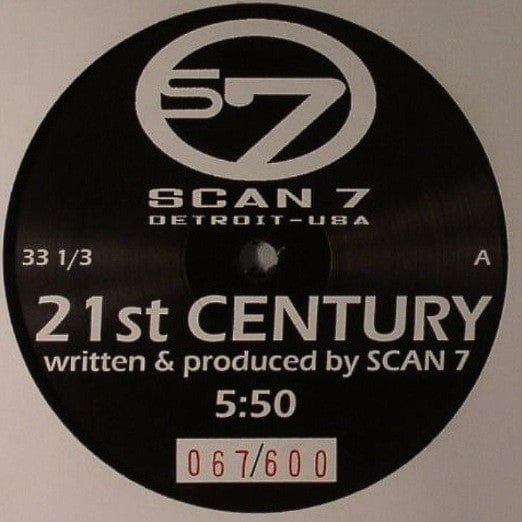 S7
SCAN 7
DETROIT-USA
33 1/3 A
21st CENTURY
written & produced by SCAN 7
5:50
067/600